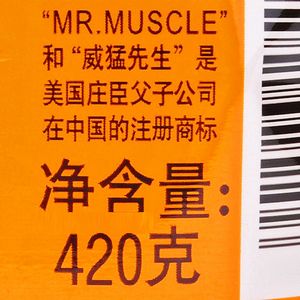 “MR.MUSCLE”
和“威猛先生”是
美国庄臣父子公司
在中国的注册商标
净含量:
420克